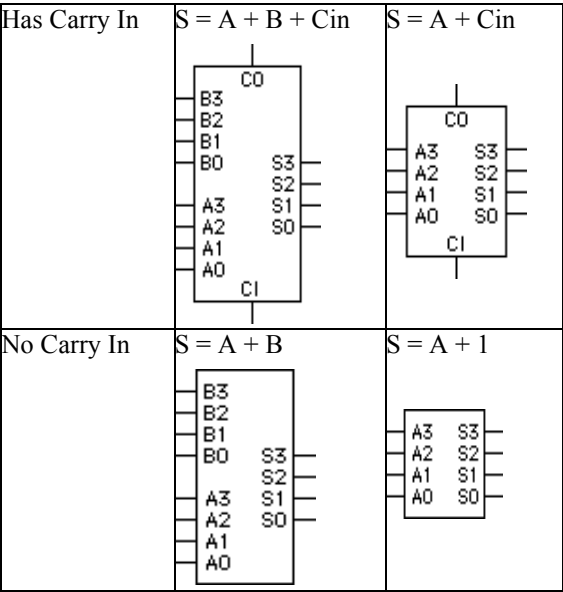 Has Carry In
S = A + B + Cin
S = A + Cin
CO
B3
B2
B1
B0 S3
S2
A3 S1
A2 S0
A1
A0
CI
CO
A3 S3
A2 S2
A1 S1
A0 S0
CI
No Carry In
S = A + B
S = A + 1
B3
B2
B1
B0 S3
S2
A3 S1
A2 S0
A1
A0
A3 S3
A2 S2
A1 S1
A0 S0